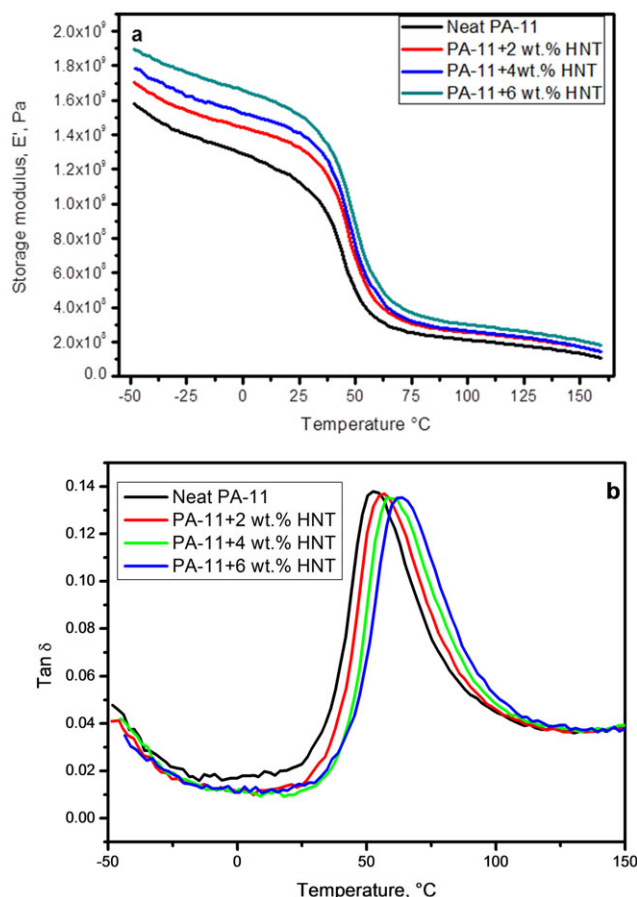 a
Neat PA-11
PA-11+2 wt.% HNT
PA-11+4wt.% HNT
PA-11+6 wt.% HNT
Storage modulus, E', Pa
2.0x10⁹
1.8x10⁹
1.6x10⁹
1.4x10⁹
1.2x10⁹
1.0x10⁹
8.0x10⁸
6.0x10⁸
4.0x10⁸
2.0x10⁸
0.0
-50 -25 0 25 50 75 100 125 150
Temperature °C
b
Neat PA-11
PA-11+2 wt.% HNT
PA-11+4 wt.% HNT
PA-11+6 wt.% HNT
Tan δ
0.14
0.12
0.10
0.08
0.06
0.04
0.02
0.00
-50 0 50 100 150
Temperature, °C